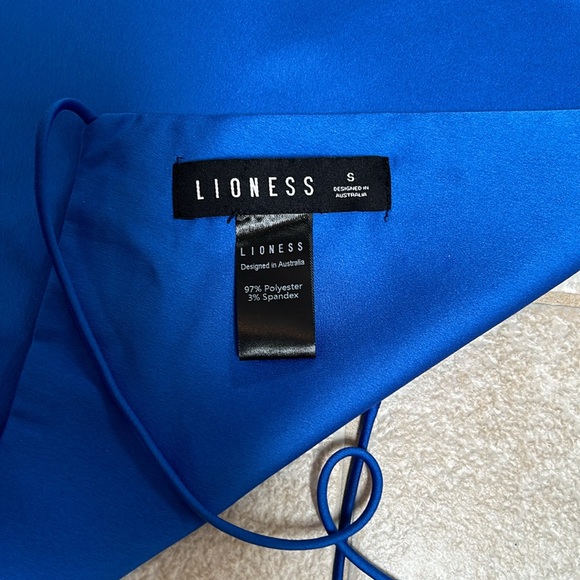 LIONESS
S
DESIGNED IN
AUSTRALIA
LIONESS
Designed in Australia
97% Polyester
3% Spandex